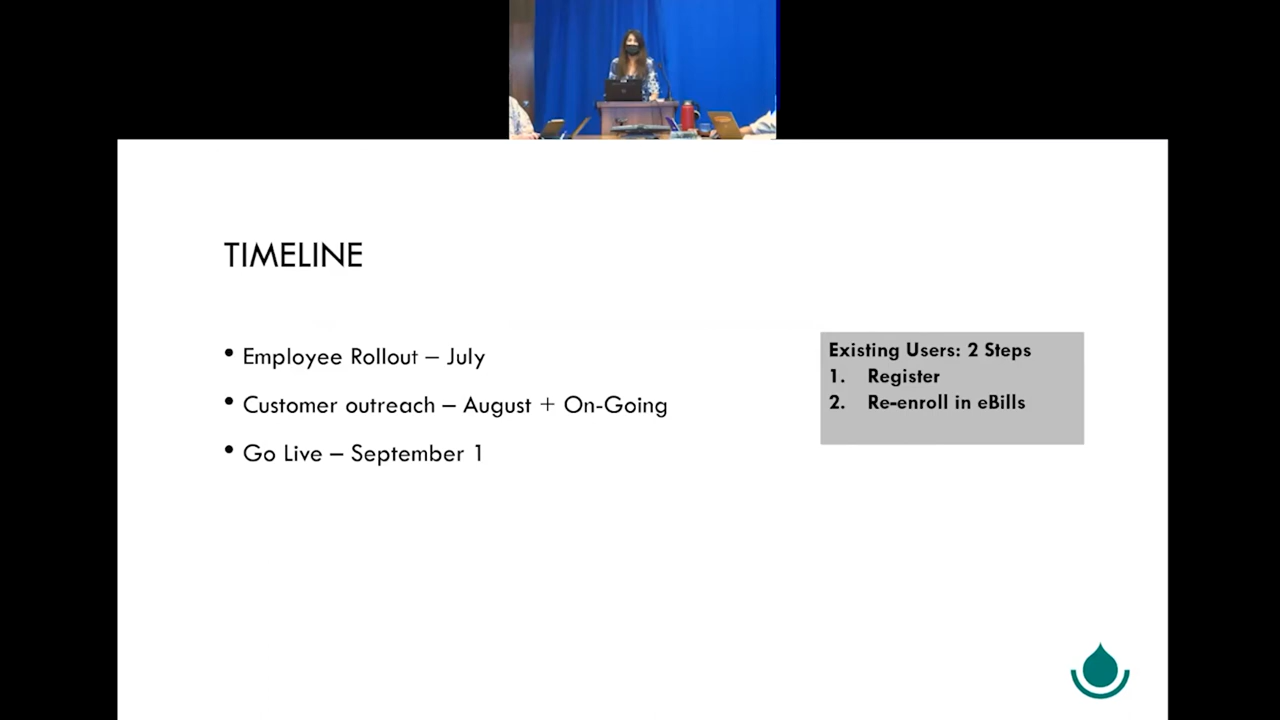 TIMELINE
• Employee Rollout – July
• Customer outreach – August + On-Going
• Go Live – September 1
Existing Users: 2 Steps
1. Register
2. Re-enroll in eBills